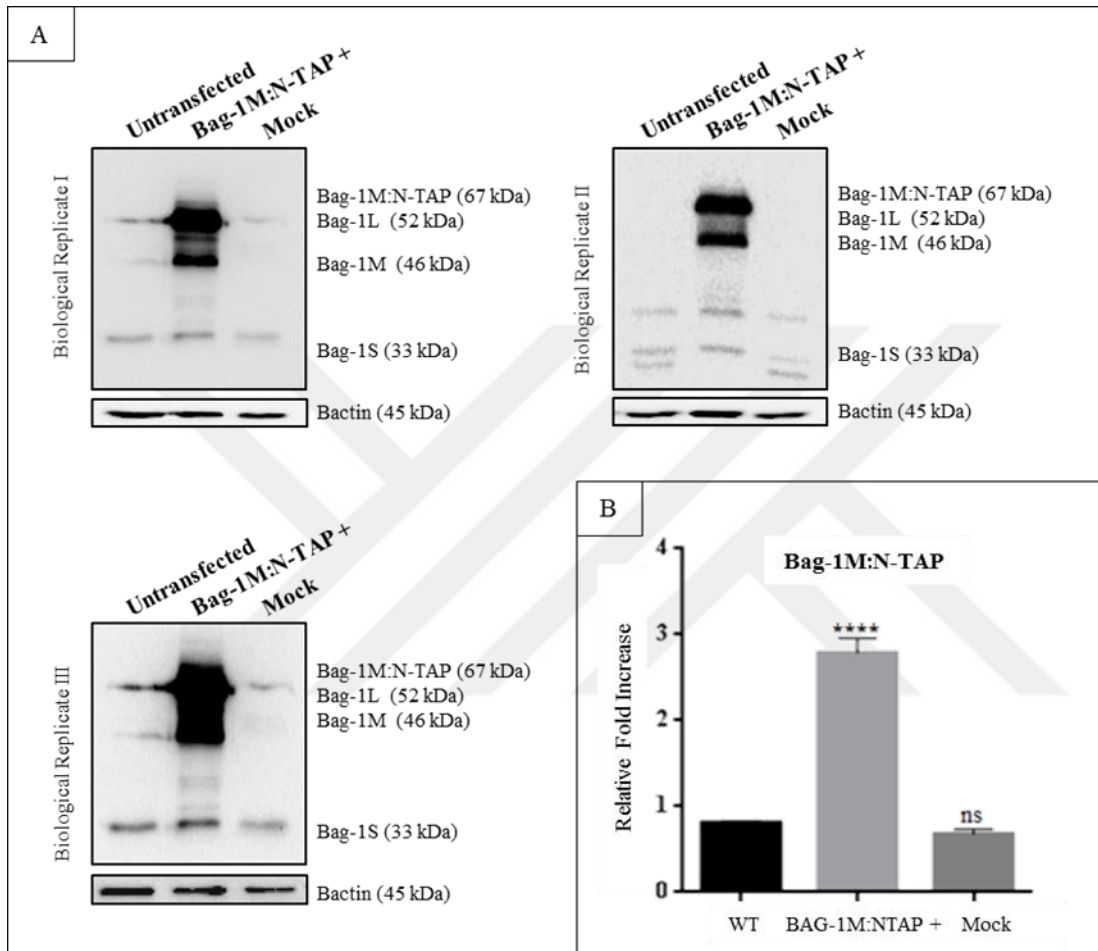 A
Untransfected
Bag-1M:N-TAP +
Mock
Biological Replicate I
Bag-1M:N-TAP (67 kDa)
Bag-1L (52 kDa)
Bag-1M (46 kDa)
Bag-1S (33 kDa)
Bactin (45 kDa)
Untransfected
Bag-1M:N-TAP +
Mock
Biological Replicate II
Bag-1M:N-TAP (67 kDa)
Bag-1L (52 kDa)
Bag-1M (46 kDa)
Bag-1S (33 kDa)
Bactin (45 kDa)
Untransfected
Bag-1M:N-TAP +
Mock
Biological Replicate III
Bag-1M:N-TAP (67 kDa)
Bag-1L (52 kDa)
Bag-1M (46 kDa)
Bag-1S (33 kDa)
Bactin (45 kDa)
B
Bag-1M:N-TAP
Relative Fold Increase
4
3
2
1
0
****
ns
WT BAG-1M:NTAP + Mock